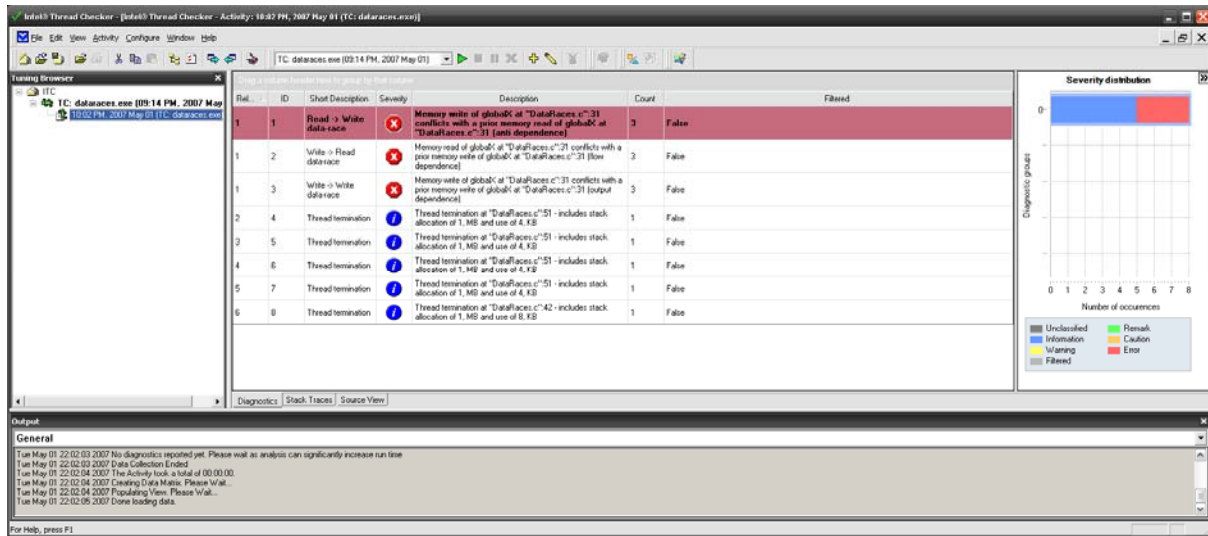 Intel® Thread Checker - [Intel® Thread Checker - Activity: 10:02 PM, 2007 May 01 (TC: dataraces.exe)]
File Edit View Activity Configure Window Help
TC: dataraces.exe (09:14 PM, 2007 May 01)
Tuning Browser
ITC
TC: dataraces.exe (09:14 PM, 2007 May
10:02 PM, 2007 May 01 (TC: dataraces.exe)
Drag a column header here to group by that column
Rel... ID Short Description Severity Description Count Filtered
1 1 Read -> Write data-race Memory write of globalX at "DataRaces.c":31 conflicts with a prior memory read of globalX at "DataRaces.c":31 (anti dependence) 3 False
1 2 Write -> Read data-race Memory read of globalX at "DataRaces.c":31 conflicts with a prior memory write of globalX at "DataRaces.c":31 (flow dependence) 3 False
1 3 Write -> Write data-race Memory write of globalX at "DataRaces.c":31 conflicts with a prior memory write of globalX at "DataRaces.c":31 (output dependence) 3 False
2 4 Thread termination Thread termination at "DataRaces.c":51 - includes stack allocation of 1, MB and use of 4, KB 1 False
3 5 Thread termination Thread termination at "DataRaces.c":51 - includes stack allocation of 1, MB and use of 4, KB 1 False
4 6 Thread termination Thread termination at "DataRaces.c":51 - includes stack allocation of 1, MB and use of 4, KB 1 False
5 7 Thread termination Thread termination at "DataRaces.c":51 - includes stack allocation of 1, MB and use of 4, KB 1 False
6 8 Thread termination Thread termination at "DataRaces.c":42 - includes stack allocation of 1, MB and use of 8, KB 1 False
Diagnostics Stack Traces Source View
Severity distribution
Diagnostic groups
0
0 1 2 3 4 5 6 7 8
Number of occurences
Unclassified Remark
Information Caution
Warning Error
Filtered
Output
General
Tue May 01 22:02:03 2007 No diagnostics reported yet. Please wait as analysis can significantly increase run time
Tue May 01 22:02:03 2007 Data Collection Ended
Tue May 01 22:02:04 2007 The Activity took a total of 00:00:00.
Tue May 01 22:02:04 2007 Creating Data Matrix. Please Wait...
Tue May 01 22:02:04 2007 Populating View. Please Wait...
Tue May 01 22:02:05 2007 Done loading data.
For Help, press F1